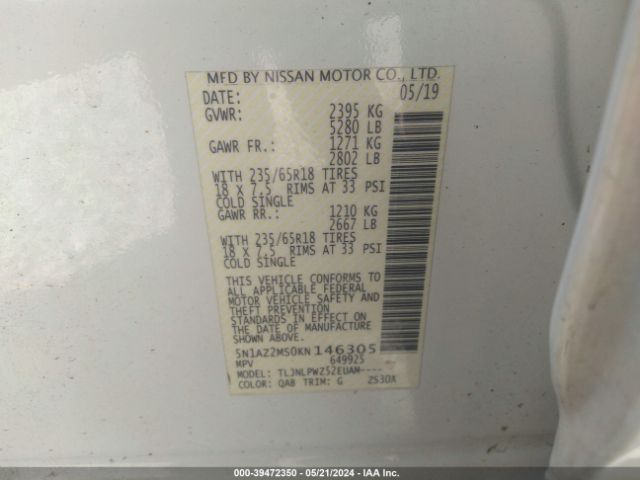 MFD BY NISSAN MOTOR CO., LTD.
DATE: 05/19
GVWR: 2395 KG
5280 LB
GAWR FR.: 1271 KG
2802 LB
WITH 235/65R18 TIRES
18 X 7.5 RIMS AT 33 PSI
COLD SINGLE
GAWR RR.: 1210 KG
2667 LB
WITH 235/65R18 TIRES
18 X 7.5 RIMS AT 33 PSI
COLD SINGLE
THIS VEHICLE CONFORMS TO
ALL APPLICABLE FEDERAL
MOTOR VEHICLE SAFETY AND
THEFT PREVENTION
STANDARDS IN EFFECT ON
THE DATE OF MANUFACTURE
SHOWN ABOVE.
5N1AZ2MS0KN 146305
MPV 649925
MODEL: TLJNLPWZ52EUAM----
COLOR: QAB TRIM: G ZS3DX
000-39472350 - 05/21/2024 - IAA Inc.